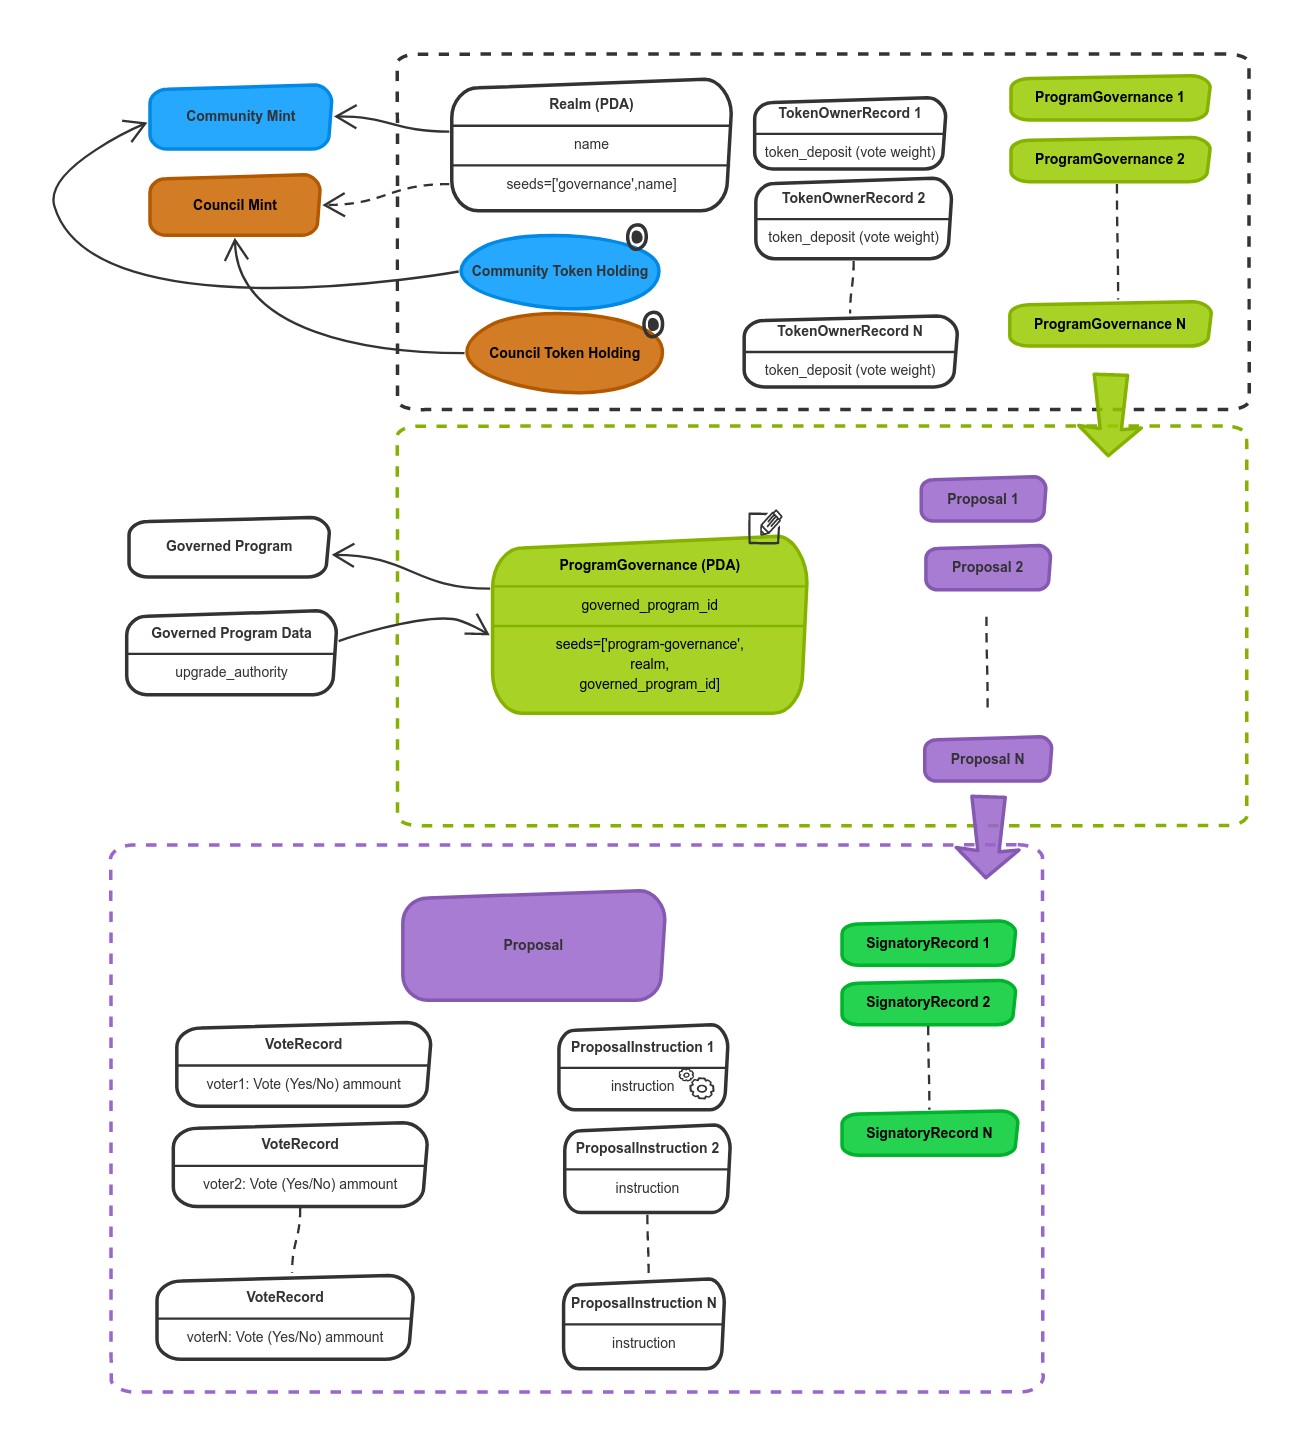 Community Mint
Council Mint
Realm (PDA)
name
seeds=['governance',name]
Community Token Holding
Council Token Holding
TokenOwnerRecord 1
token_deposit (vote weight)
TokenOwnerRecord 2
token_deposit (vote weight)
TokenOwnerRecord N
token_deposit (vote weight)
ProgramGovernance 1
ProgramGovernance 2
ProgramGovernance N
Governed Program
Governed Program Data
upgrade_authority
ProgramGovernance (PDA)
governed_program_id
seeds=['program-governance',
realm,
governed_program_id]
Proposal 1
Proposal 2
Proposal N
Proposal
VoteRecord
voter1: Vote (Yes/No) ammount
VoteRecord
voter2: Vote (Yes/No) ammount
VoteRecord
voterN: Vote (Yes/No) ammount
ProposalInstruction 1
instruction
ProposalInstruction 2
instruction
ProposalInstruction N
instruction
SignatoryRecord 1
SignatoryRecord 2
SignatoryRecord N